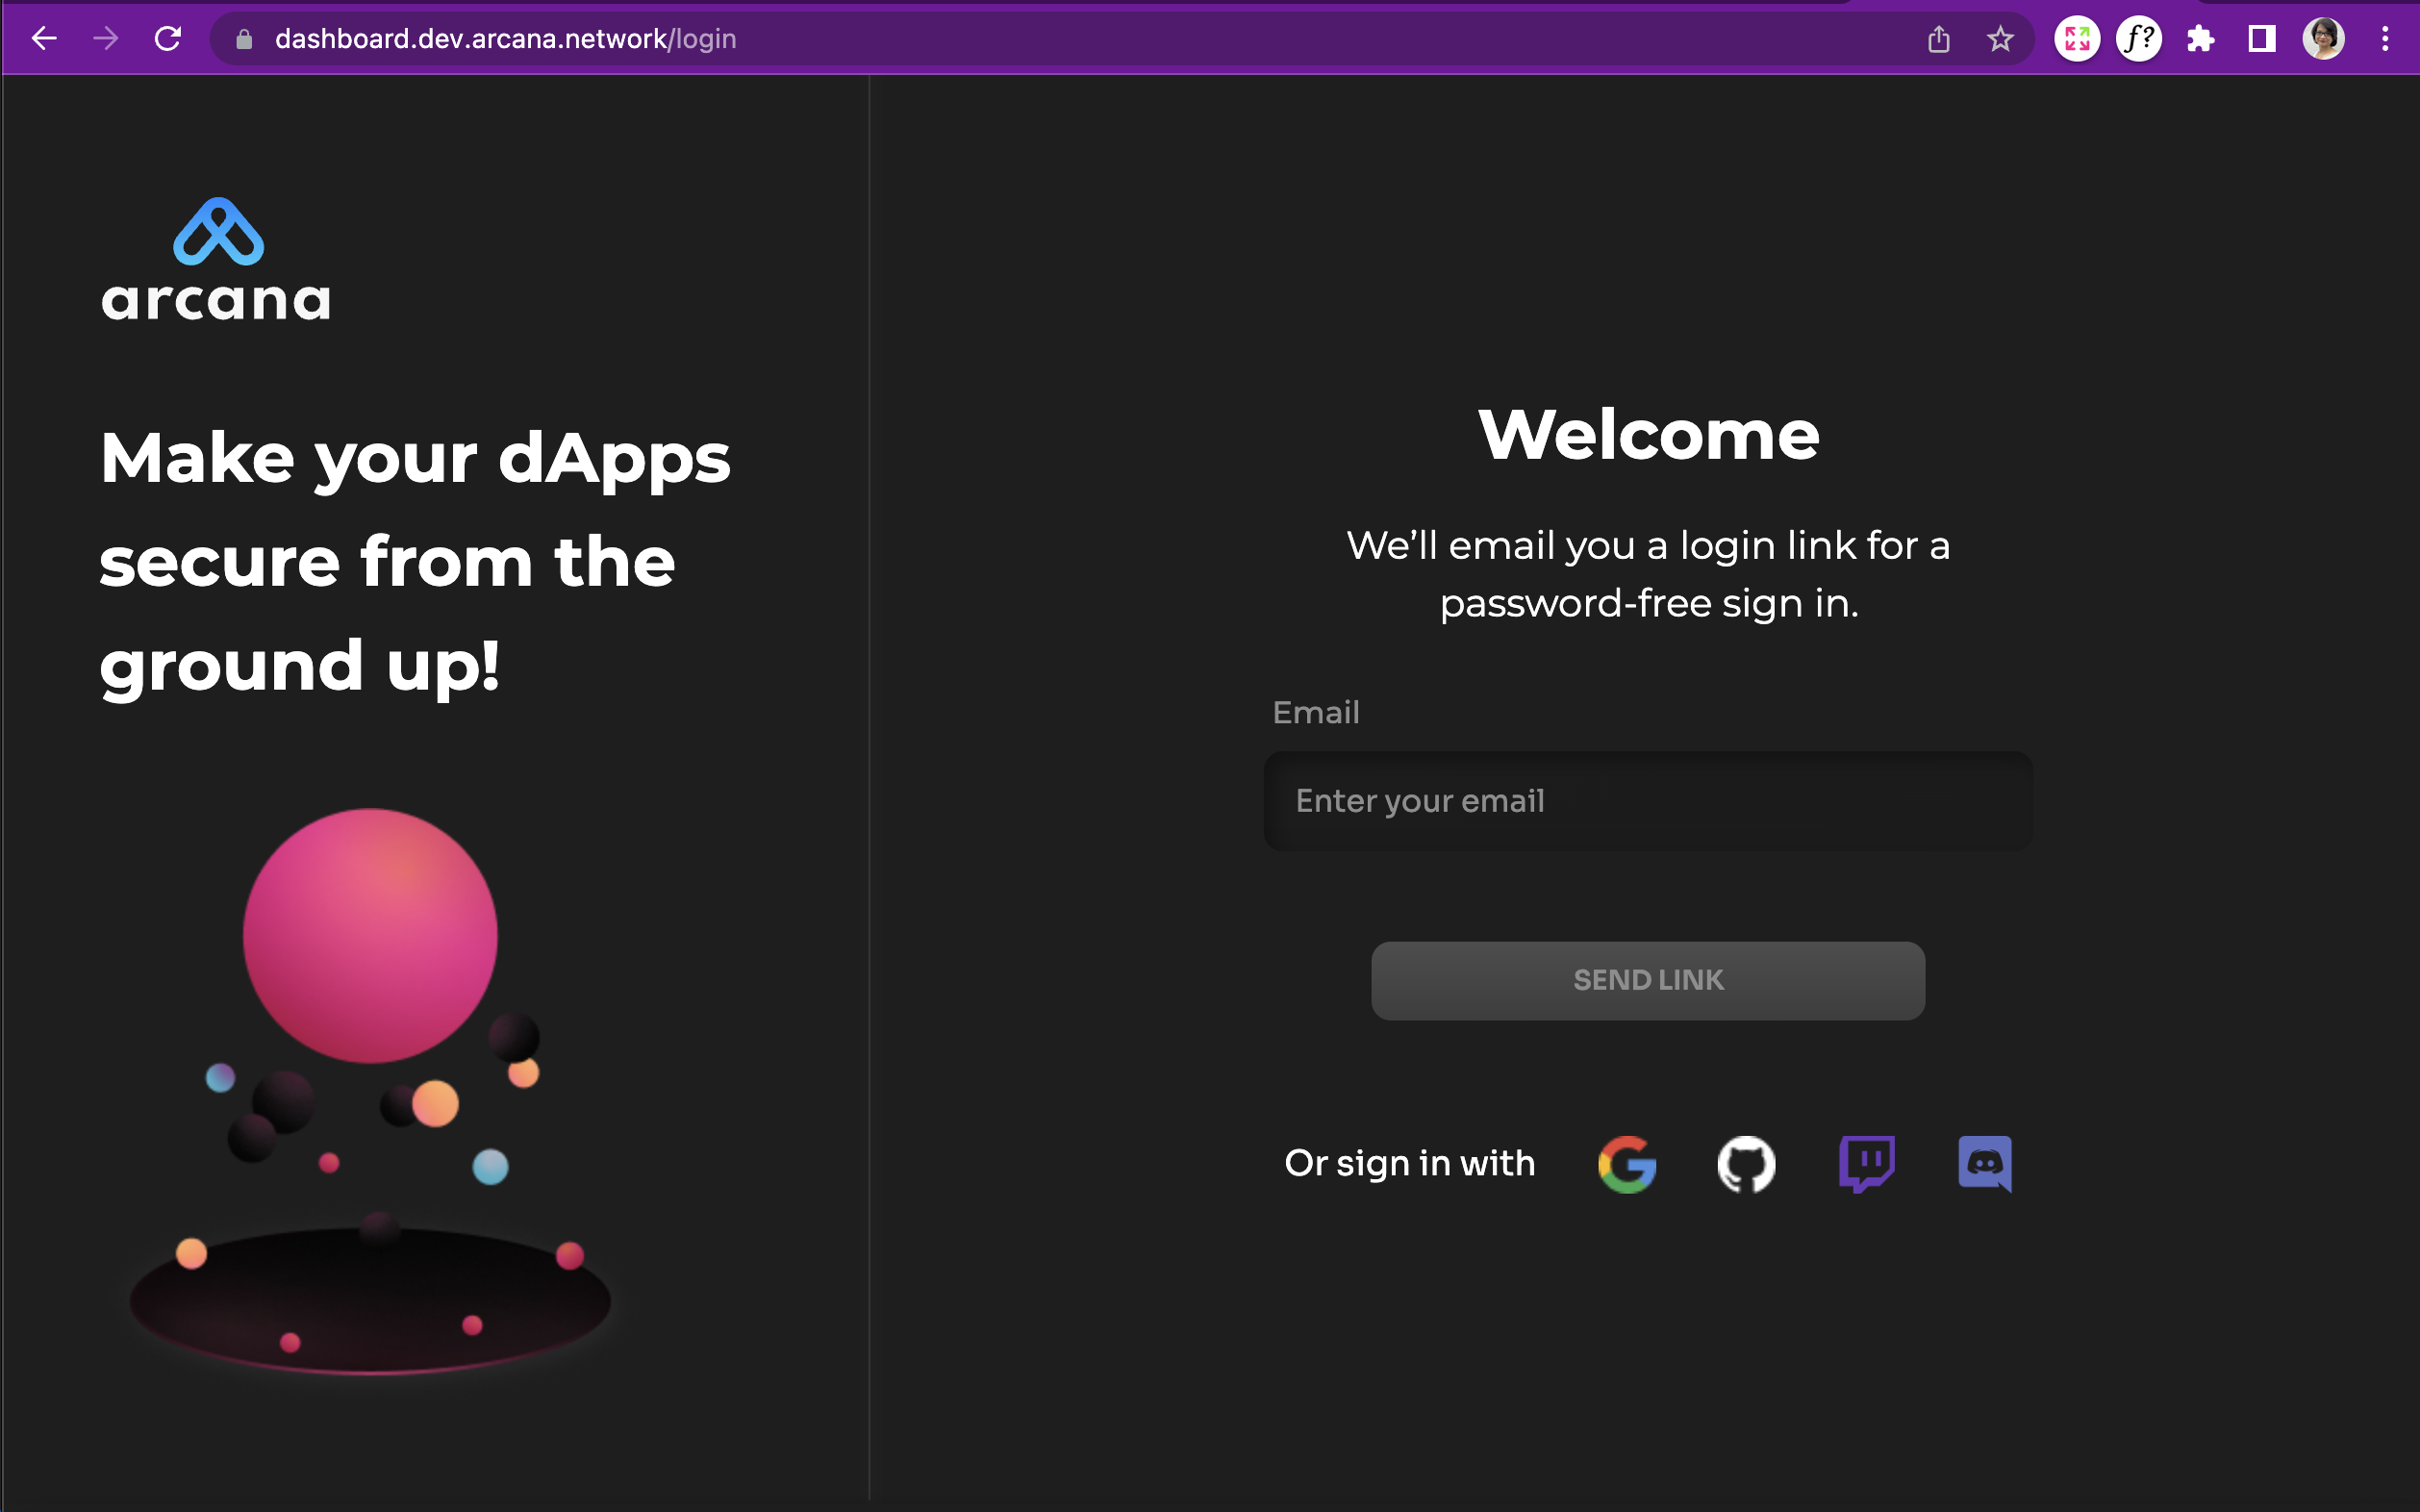 dashboard.dev.arcana.network/login
f?
arcana
Make your dApps
secure from the
ground up!
Welcome
We’ll email you a login link for a
password-free sign in.
Email
Enter your email
SEND LINK
Or sign in with